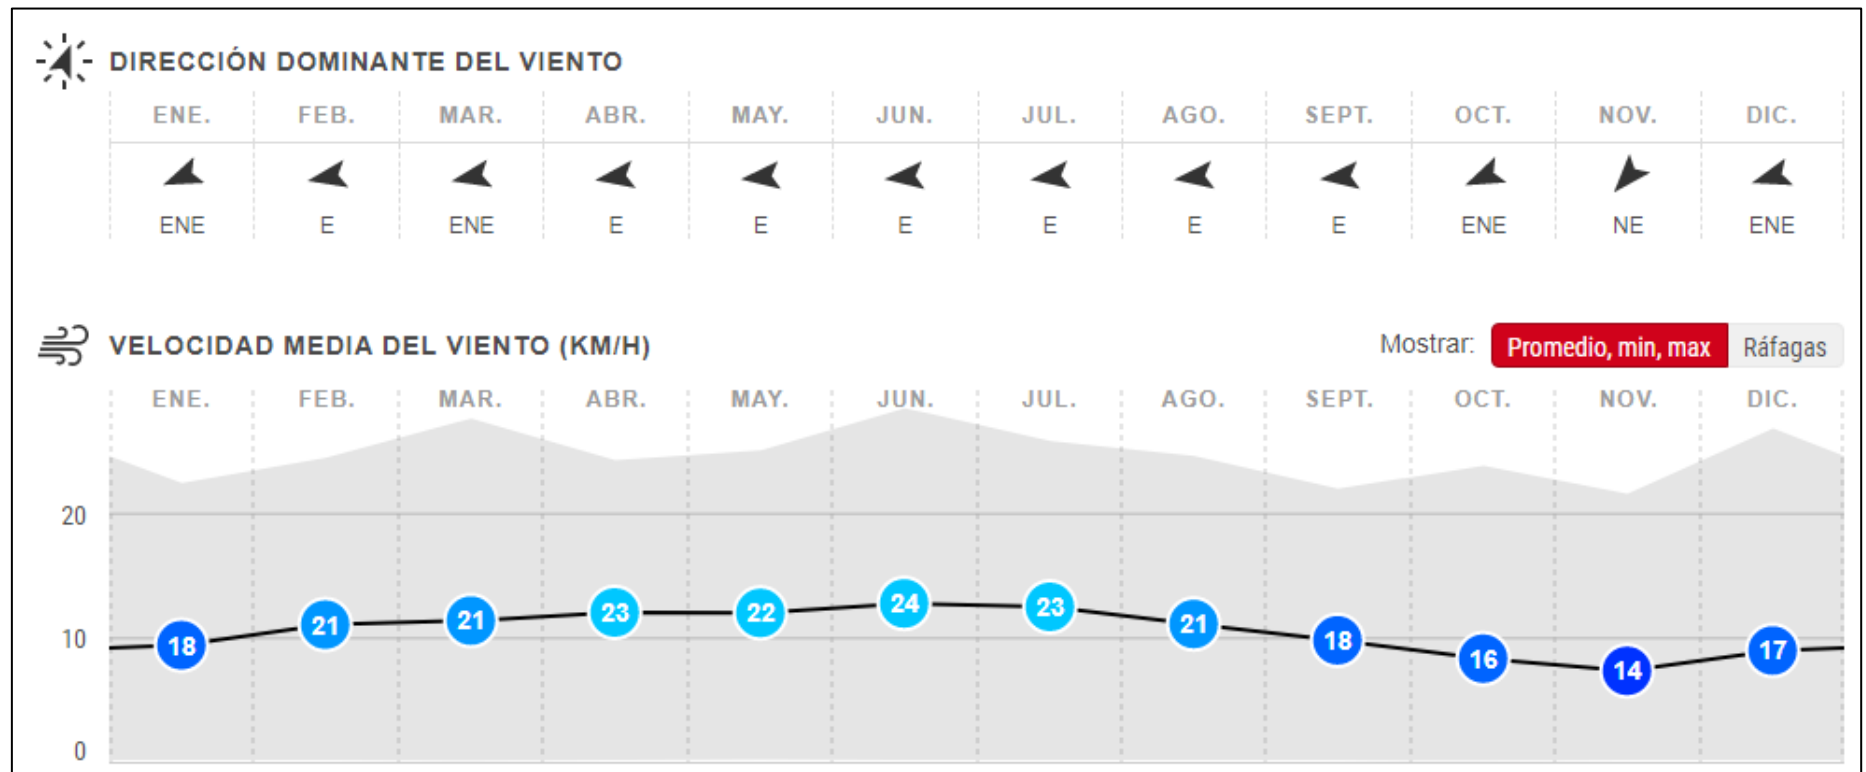 DIRECCIÓN DOMINANTE DEL VIENTO
ENE. FEB. MAR. ABR. MAY. JUN. JUL. AGO. SEPT. OCT. NOV. DIC.
ENE E ENE E E E E E E ENE NE ENE
VELOCIDAD MEDIA DEL VIENTO (KM/H) Mostrar: Promedio, min, max Ráfagas
ENE. FEB. MAR. ABR. MAY. JUN. JUL. AGO. SEPT. OCT. NOV. DIC.
20
18 21 21 23 22 24 23 21 18 16 14 17
10
0